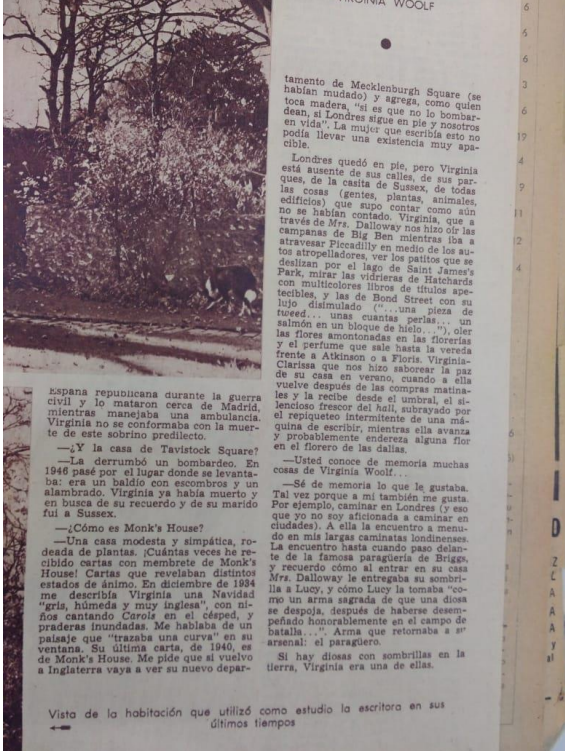 VIRGINIA WOOLF
España republicana durante la guerra
civil y lo mataron cerca de Madrid,
mientras manejaba una ambulancia.
Virginia no se conformaba con la muer-
te de este sobrino predilecto.
—¿Y la casa de Tavistock Square?
—La derrumbó un bombardeo. En
1946 pasé por el lugar donde se levanta-
ba: era un baldío con escombros y un
alambrado. Virginia ya había muerto y
en busca de su recuerdo y de su marido
fui a Sussex.
—¿Cómo es Monk's House?
—Una casa modesta y simpática, ro-
deada de plantas. ¡Cuántas veces he re-
cibido cartas con membrete de Monk's
House! Cartas que revelaban distintos
estados de ánimo. En diciembre de 1934
me describía Virginia una Navidad
"gris, húmeda y muy inglesa", con ni-
ños cantando Carols en el césped, y
praderas inundadas. Me hablaba de un
paisaje que "trazaba una curva" en su
ventana. Su última carta, de 1940, es
de Monk's House. Me pide que si vuelvo
a Inglaterra vaya a ver su nuevo depar-
tamento de Mecklenburgh Square (se
habían mudado) y agrega, como quien
toca madera, "si es que no lo bombar-
dean, si Londres sigue en pie y nosotros
en vida". La mujer que escribía esto no
podía llevar una existencia muy apa-
cible.
Londres quedó en pie, pero Virginia
está ausente de sus calles, de sus par-
ques, de la casita de Sussex, de todas
las cosas (gentes, plantas, animales,
edificios) que supo contar como aún
no se habían contado. Virginia, que a
través de Mrs. Dalloway nos hizo oír las
campanas de Big Ben mientras iba a
atravesar Piccadilly en medio de los au-
tos atropelladores, ver los patitos que se
deslizan por el lago de Saint James's
Park, mirar las vidrieras de Hatchards
con multicolores libros de títulos ape-
tecibles, y las de Bond Street con su
lujo disimulado ("...una pieza de
tweed... unas cuantas perlas... un
salmón en un bloque de hielo..."), oler
las flores amontonadas en las florerías
y el perfume que sale hasta la vereda
frente a Atkinson o a Floris. Virginia-
Clarissa que nos hizo saborear la paz
de su casa en verano, cuando a ella
vuelve después de las compras matina-
les y la recibe desde el umbral, el si-
lencioso frescor del hall, subrayado por
el repiqueteo intermitente de una má-
quina de escribir, mientras ella avanza
y probablemente endereza alguna flor
en el florero de las dalias.
—Usted conoce de memoria muchas
cosas de Virginia Woolf...
—Sé de memoria lo que le gustaba.
Tal vez porque a mí también me gusta.
Por ejemplo, caminar en Londres (y eso
que yo no soy aficionada a caminar en
ciudades). A ella la encuentro a menu-
do en mis largas caminatas londinenses.
La encuentro hasta cuando paso delan-
te de la famosa paragüería de Briggs,
y recuerdo cómo al entrar en su casa
Mrs. Dalloway le entregaba su sombri-
lla a Lucy, y cómo Lucy la tomaba "co-
mo un arma sagrada de que una diosa
se despoja, después de haberse desem-
peñado honorablemente en el campo de
batalla...". Arma que retornaba a s
arsenal: el paragüero.
Si hay diosas con sombrillas en la
tierra, Virginia era una de ellas.
Vista de la habitación que utilizó como estudio la escritora en sus
últimos tiempos